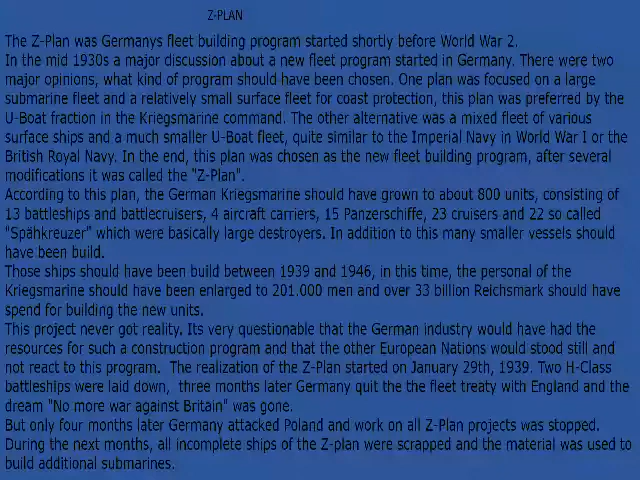 Z-PLAN
The Z-Plan was Germanys fleet building program started shortly before World War 2.
In the mid 1930s a major discussion about a new fleet program started in Germany. There were two
major opinions, what kind of program should have been chosen. One plan was focused on a large
submarine fleet and a relatively small surface fleet for coast protection, this plan was preferred by the
U-Boat fraction in the Kriegsmarine command. The other alternative was a mixed fleet of various
surface ships and a much smaller U-Boat fleet, quite similar to the Imperial Navy in World War I or the
British Royal Navy. In the end, this plan was chosen as the new fleet building program, after several
modifications it was called the "Z-Plan".
According to this plan, the German Kriegsmarine should have grown to about 800 units, consisting of
13 battleships and battlecruisers, 4 aircraft carriers, 15 Panzerschiffe, 23 cruisers and 22 so called
"Spähkreuzer" which were basically large destroyers. In addition to this many smaller vessels should
have been build.
Those ships should have been build between 1939 and 1946, in this time, the personal of the
Kriegsmarine should have been enlarged to 201.000 men and over 33 billion Reichsmark should have
spend for building the new units.
This project never got reality. Its very questionable that the German industry would have had the
resources for such a construction program and that the other European Nations would stood still and
not react to this program. The realization of the Z-Plan started on January 29th, 1939. Two H-Class
battleships were laid down, three months later Germany quit the the fleet treaty with England and the
dream "No more war against Britain" was gone.
But only four months later Germany attacked Poland and work on all Z-Plan projects was stopped.
During the next months, all incomplete ships of the Z-plan were scrapped and the material was used to
build additional submarines.